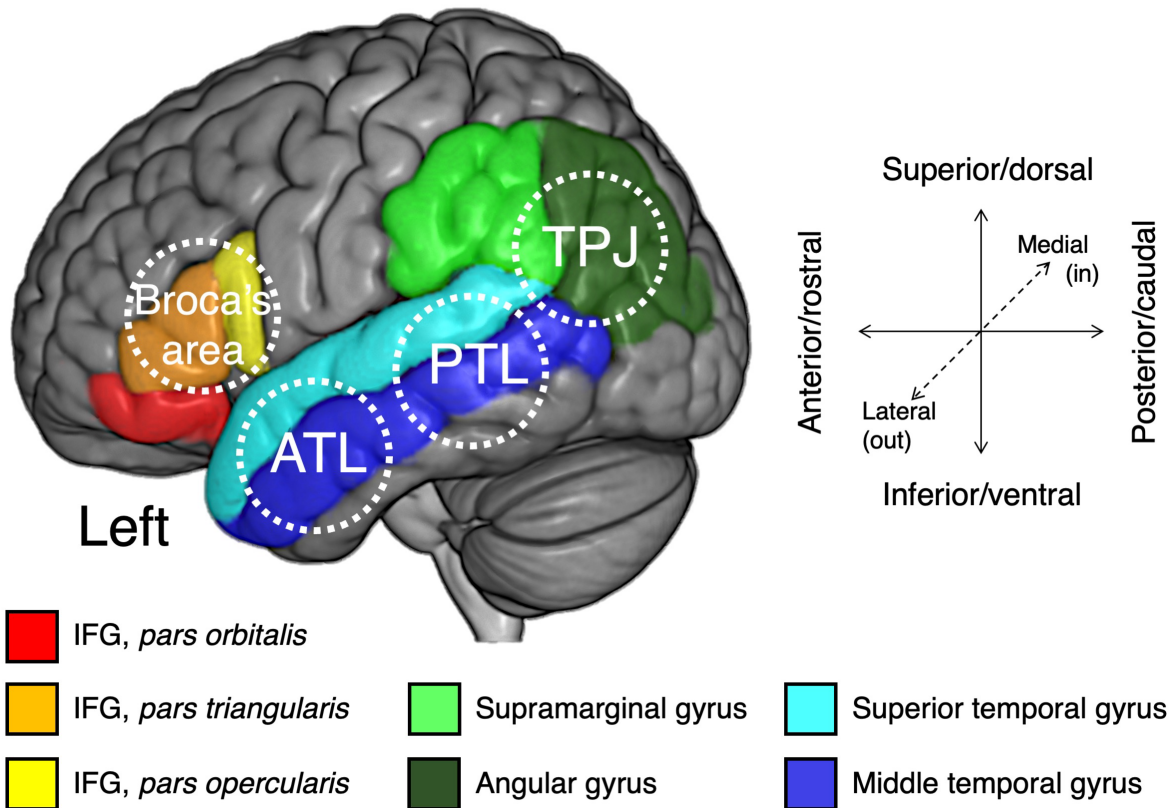 Broca's
area
TPJ
PTL
ATL
Left
Superior/dorsal
Medial
(in)
Anterior/rostral
Posterior/caudal
Lateral
(out)
Inferior/ventral
IFG, pars orbitalis
IFG, pars triangularis
IFG, pars opercularis
Supramarginal gyrus
Angular gyrus
Superior temporal gyrus
Middle temporal gyrus